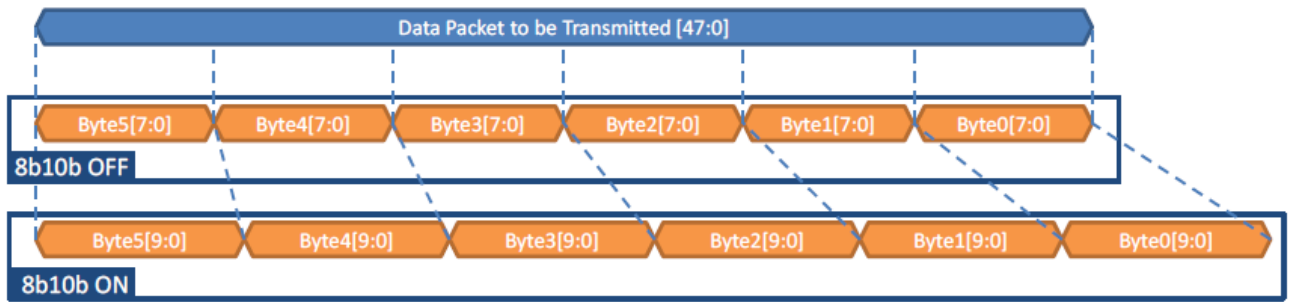 Data Packet to be Transmitted [47:0]
Byte5[7:0] Byte4[7:0] Byte3[7:0] Byte2[7:0] Byte1[7:0] Byte0[7:0]
8b10b OFF
Byte5[9:0] Byte4[9:0] Byte3[9:0] Byte2[9:0] Byte1[9:0] Byte0[9:0]
8b10b ON